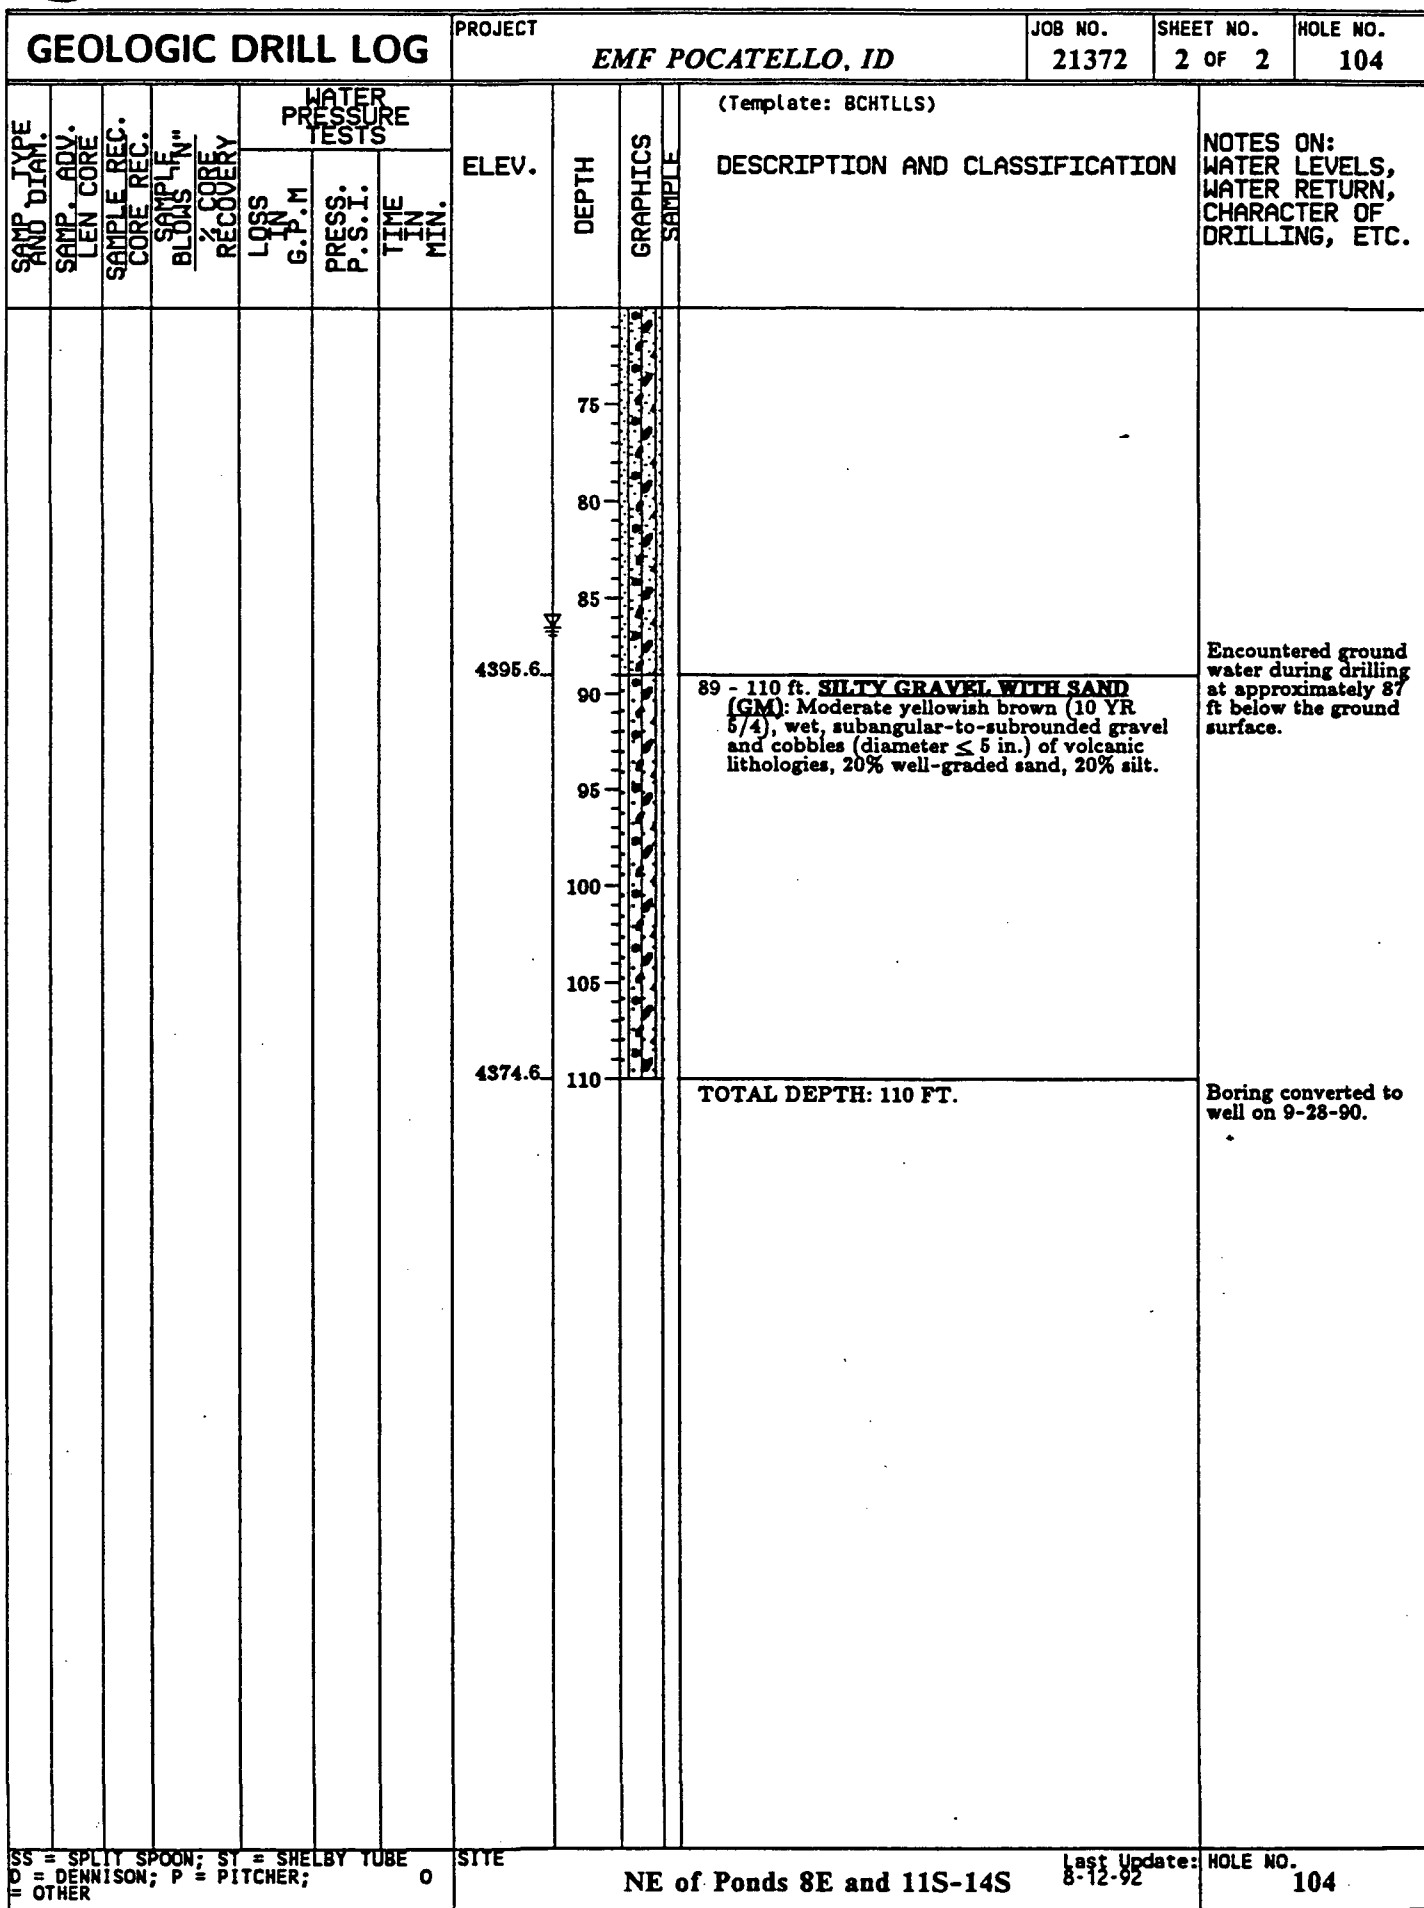 GEOLOGIC DRILL LOG
PROJECT
EMF POCATELLO, ID
JOB NO.
21372
SHEET NO.
2 OF 2
HOLE NO.
104
SAMP. TYPE
AND DIAM.
SAMP. ADV.
LEN CORE
SAMPLE REC.
CORE REC.
SAMPLE
BLOWS "N"
% CORE
RECOVERY
WATER
PRESSURE
TESTS
LOSS
IN
G.P.M
PRESS.
P.S.I.
TIME
IN
MIN.
ELEV.
DEPTH
GRAPHICS
SAMPLE
(Template: BCHTLLS)
DESCRIPTION AND CLASSIFICATION
NOTES ON:
WATER LEVELS,
WATER RETURN,
CHARACTER OF
DRILLING, ETC.
75
80
85
4395.6
90
95
100
105
4374.6
110
89 - 110 ft. SILTY GRAVEL WITH SAND
(GM): Moderate yellowish brown (10 YR
5/4), wet, subangular-to-subrounded gravel
and cobbles (diameter ≤ 5 in.) of volcanic
lithologies, 20% well-graded sand, 20% silt.
Encountered ground
water during drilling
at approximately 87
ft below the ground
surface.
TOTAL DEPTH: 110 FT.
Boring converted to
well on 9-28-90.
SS = SPLIT SPOON; ST = SHELBY TUBE
D = DENNISON; P = PITCHER; O
= OTHER
SITE
NE of Ponds 8E and 11S-14S
Last Update:
8-12-92
HOLE NO.
104